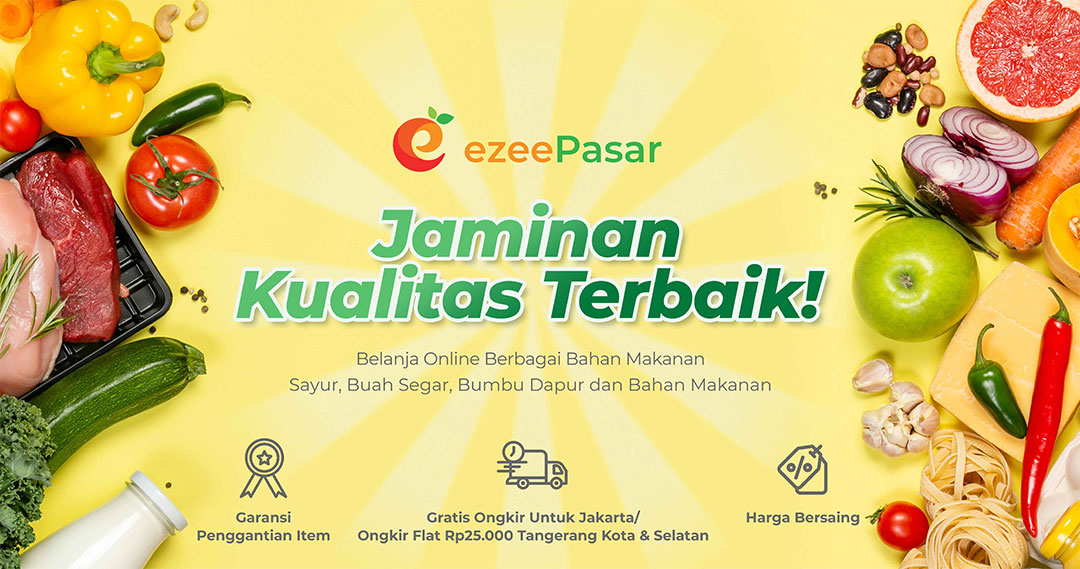 ezeePasar
Jaminan
Kualitas Terbaik!
Belanja Online Berbagai Bahan Makanan
Sayur, Buah Segar, Bumbu Dapur dan Bahan Makanan
Garansi
Penggantian Item
Gratis Ongkir Untuk Jakarta/
Ongkir Flat Rp25.000 Tangerang Kota & Selatan
Harga Bersaing